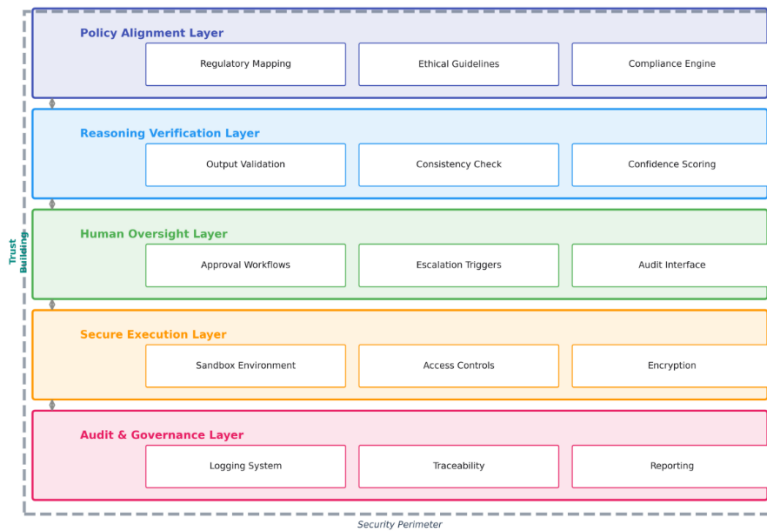 Policy Alignment Layer
Regulatory Mapping
Ethical Guidelines
Compliance Engine
Reasoning Verification Layer
Output Validation
Consistency Check
Confidence Scoring
Trust
Building
Human Oversight Layer
Approval Workflows
Escalation Triggers
Audit Interface
Secure Execution Layer
Sandbox Environment
Access Controls
Encryption
Audit & Governance Layer
Logging System
Traceability
Reporting
Security Perimeter